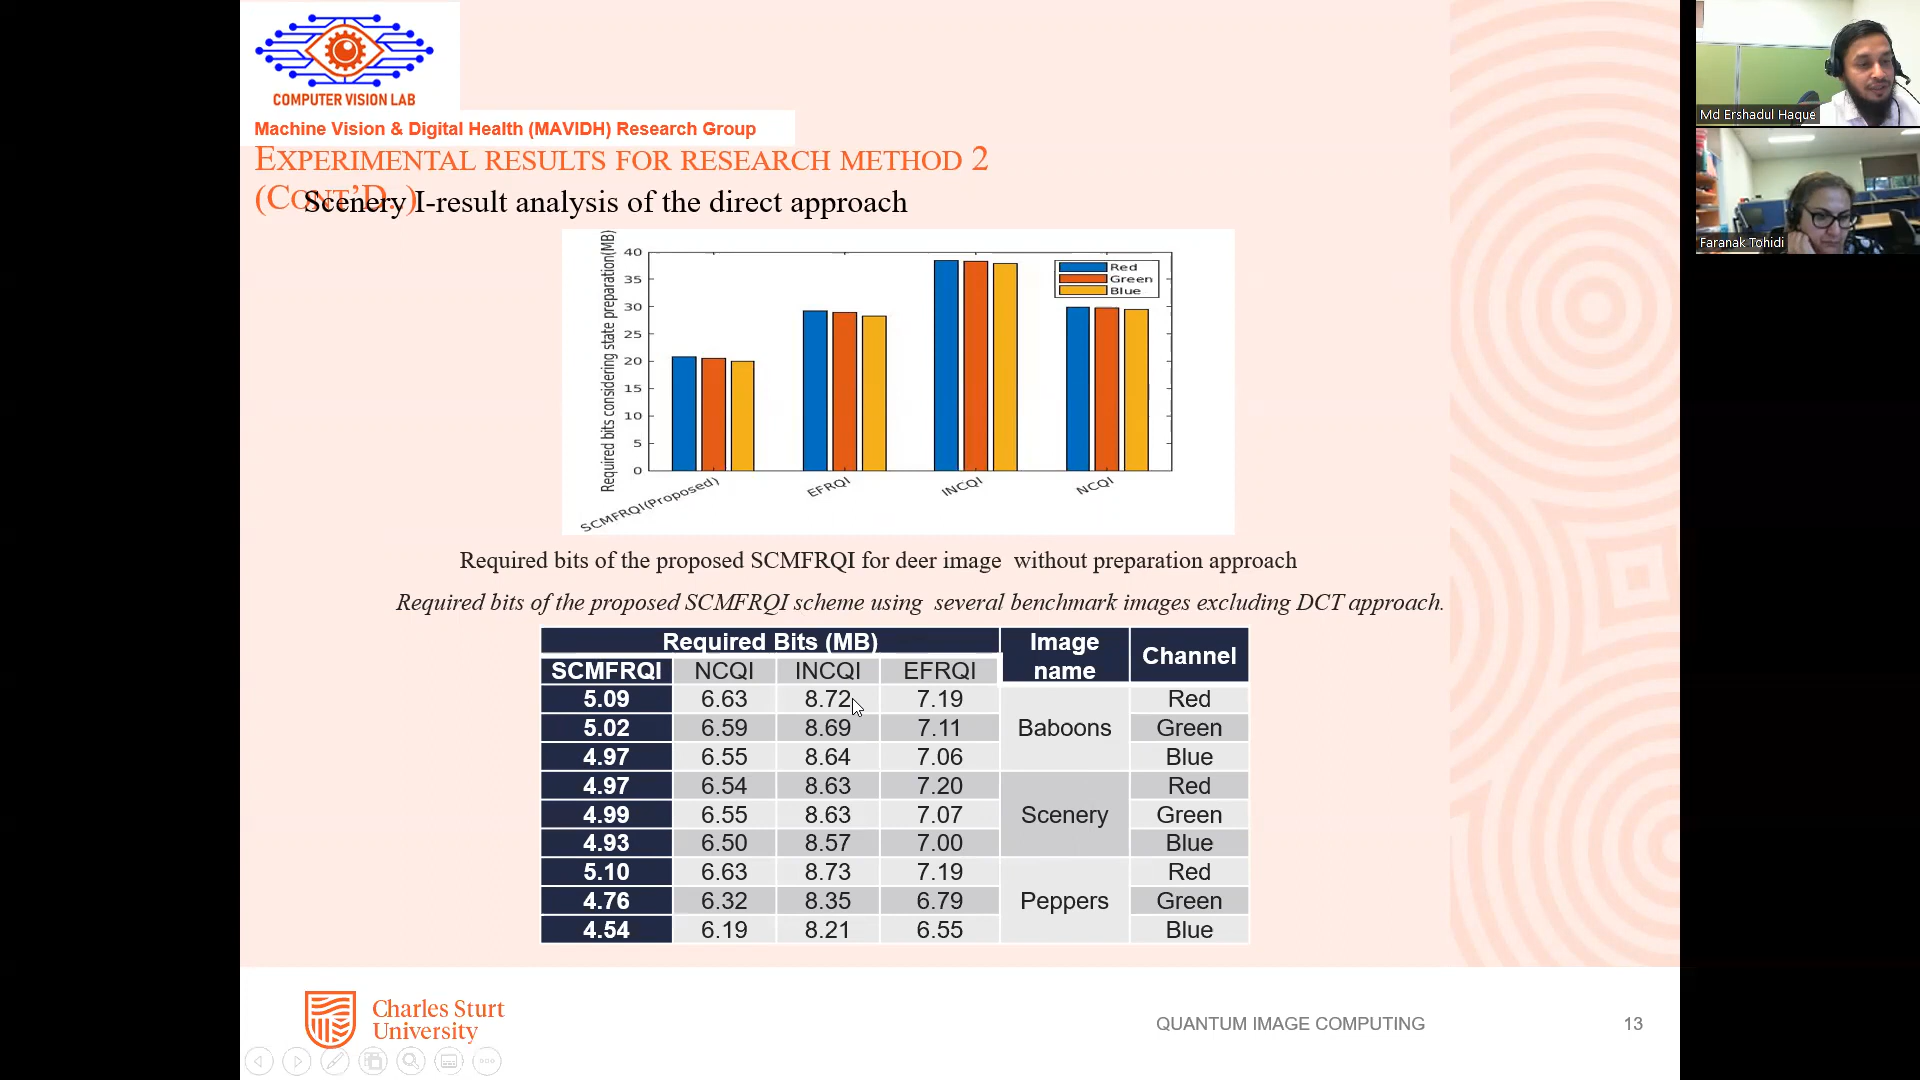 COMPUTER VISION LAB
Machine Vision & Digital Health (MAVIDH) Research Group
EXPERIMENTAL RESULTS FOR RESEARCH METHOD 2
(CONT'D..)
Scenery I-result analysis of the direct approach
Required bits considering state preparation(MB)
40
35
30
25
20
15
10
5
0
Red
Green
Blue
SCMFRQI(Proposed)
EFRQI
INCQI
NCQI
Required bits of the proposed SCMFRQI for deer image without preparation approach
Required bits of the proposed SCMFRQI scheme using several benchmark images excluding DCT approach.
Required Bits (MB) Image name Channel
SCMFRQI NCQI INCQI EFRQI
5.09 6.63 8.72 7.19 Baboons Red
5.02 6.59 8.69 7.11 Green
4.97 6.55 8.64 7.06 Blue
4.97 6.54 8.63 7.20 Scenery Red
4.99 6.55 8.63 7.07 Green
4.93 6.50 8.57 7.00 Blue
5.10 6.63 8.73 7.19 Peppers Red
4.76 6.32 8.35 6.79 Green
4.54 6.19 8.21 6.55 Blue
Charles Sturt
University
QUANTUM IMAGE COMPUTING
13
Md Ershadul Haque
Faranak Tohidi